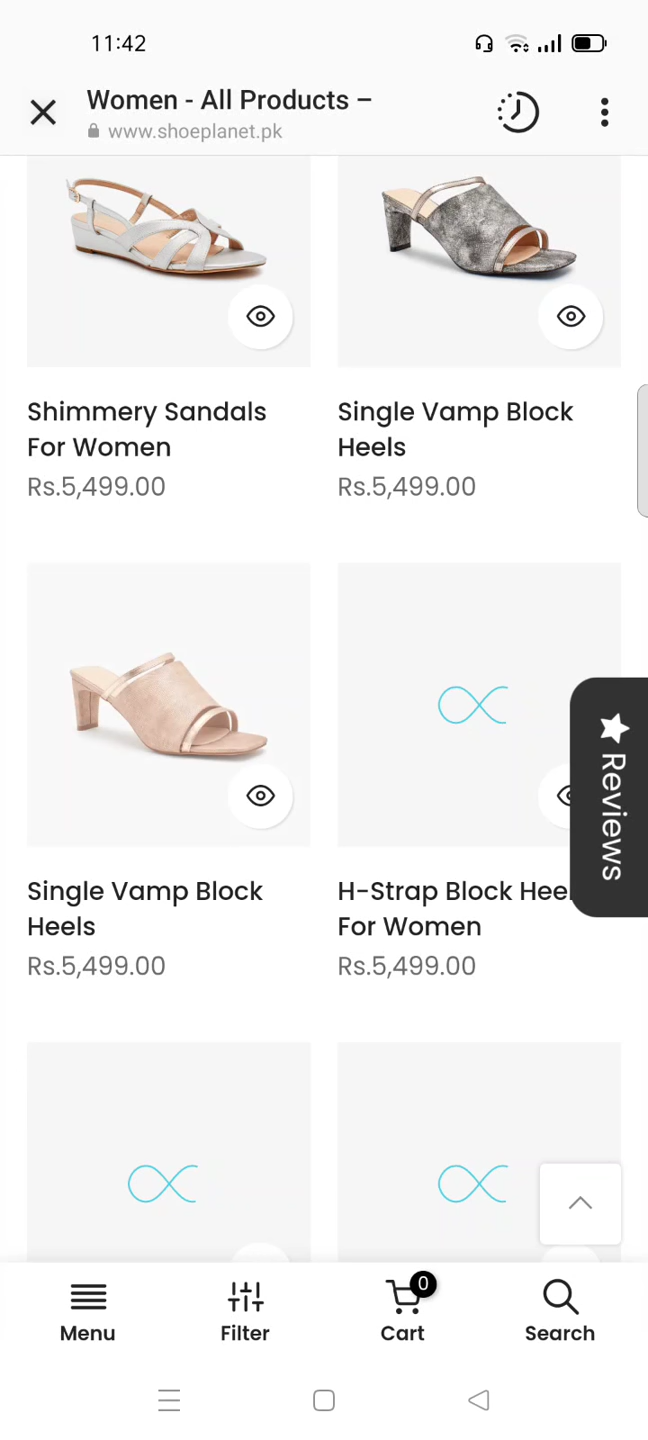 11:42
Women - All Products –
www.shoeplanet.pk
Shimmery Sandals
For Women
Rs.5,499.00
Single Vamp Block
Heels
Rs.5,499.00
Single Vamp Block
Heels
Rs.5,499.00
H-Strap Block Hee
For Women
Rs.5,499.00
Reviews
Menu
Filter
0
Cart
Search